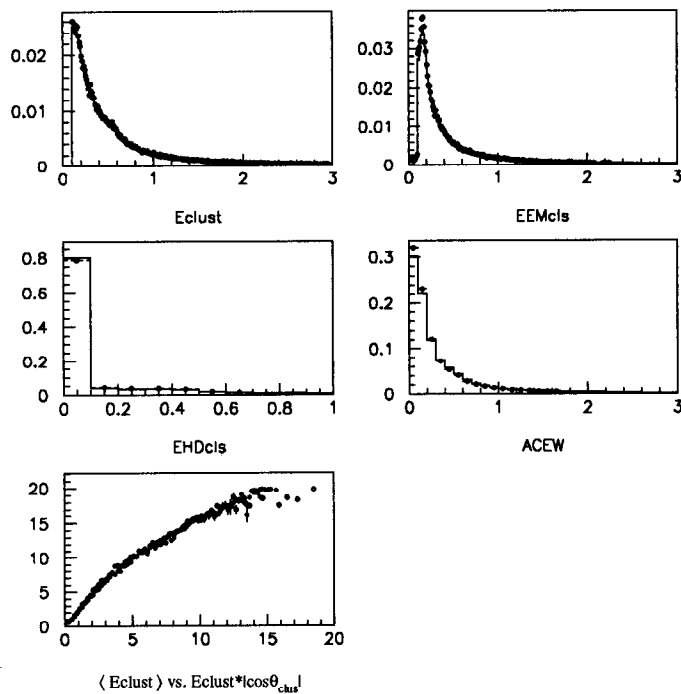 0.02 0.03
0.01 0.02
0.01
0 0
0 1 2 3 0 1 2 3
Eclust EEMcls
0.8 0.3
0.6 0.2
0.4
0.2 0.1
0 0
0 0.2 0.4 0.6 0.8 1 0 1 2 3
EHDcls ACEW
20
15
10
5
0
0 5 10 15 20
⟨ Eclust ⟩ vs. Eclust*|cosθclus|